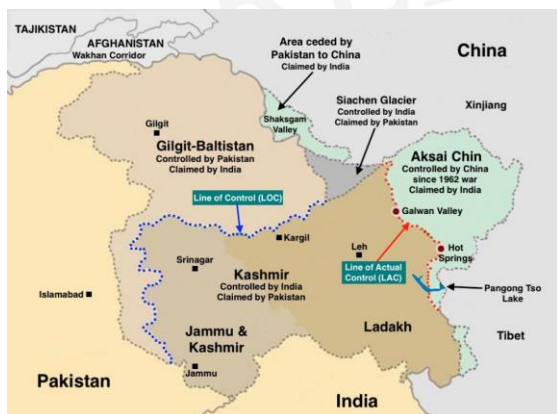 TAJIKISTAN
AFGHANISTAN
Wakhan Corridor
Area ceded by
Pakistan to China
Claimed by India
China
Shaksgam
Valley
Siachen Glacier
Controlled by India
Claimed by Pakistan
Xinjiang
Gilgit
Gilgit-Baltistan
Controlled by Pakistan
Claimed by India
Aksai Chin
Controlled by China
since 1962 war
Claimed by India
Line of Control (LOC)
Galwan Valley
Kargil
Leh
Hot
Springs
Srinagar
Kashmir
Controlled by India
Claimed by Pakistan
Line of Actual
Control (LAC)
Islamabad
Pangong Tso
Lake
Jammu &
Kashmir
Ladakh
Tibet
Jammu
Pakistan
India